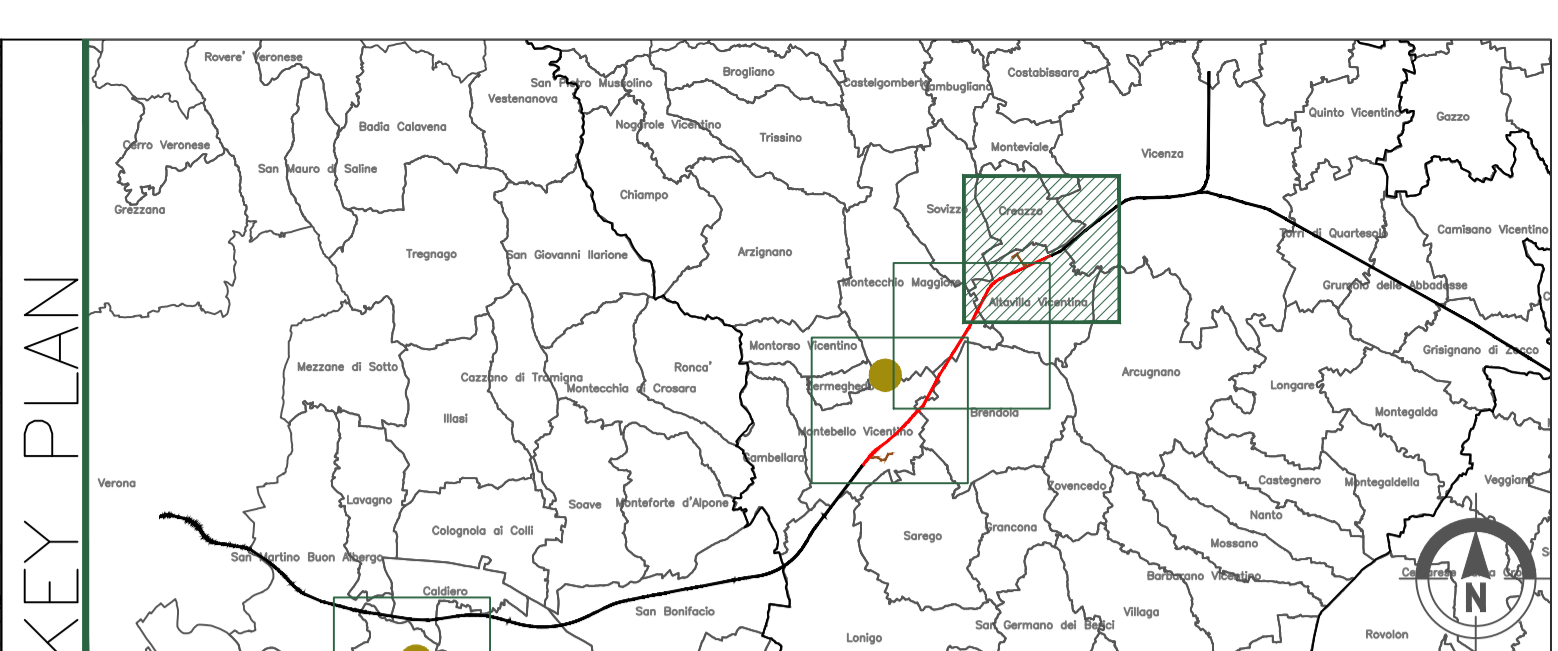 KEY PLAN
Rovere' Veronese
San Pietro Mussolino
Brogliano
Castelgomberto
Gambugliano
Costabissara
Vestenanova
Quinto Vicentino
Gazzo
Badia Calavena
Nogarole Vicentino
Trissino
Cerro Veronese
Monteviale
Vicenza
San Mauro di Saline
Chiampo
Grezzana
Sovizzo
Creazzo
Torri di Quartesolo
Camisano Vicentino
Tregnago
San Giovanni Ilarione
Arzignano
Montecchio Maggiore
Grumolo delle Abbadesse
Altavilla Vicentina
Montorso Vicentino
Grisignano di Zocco
Mezzane di Sotto
Ronca'
Cazzano di Tramigna
Montecchia di Crosara
Zermeghedo
Arcugnano
Longare
Illasi
Brendola
Montegalda
Montebello Vicentino
Gambellara
Verona
Lavagno
Soave
Monteforte d'Alpone
Zovencedo
Castegnero
Montegaldella
Veggiano
Colognola ai Colli
Sarego
Grancona
Nanto
Mossano
San Martino Buon Albergo
Barbarano Vicentino
Caldiero
San Bonifacio
Villaga
N
San Germano dei Berici
Lonigo
Rovolon